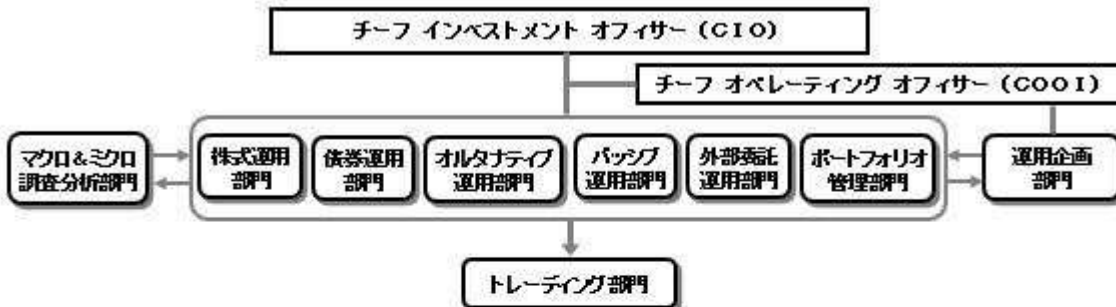 チーフ インベストメント オフィサー (CIO)
チーフ オペレーティング オフィサー (COOI)
マクロ&ミクロ
調査分析部門
株式運用
部門
債券運用
部門
オルタナティブ
運用部門
パッシブ
運用部門
外部委託
運用部門
ポートフォリオ
管理部門
運用企画
部門
トレーディング部門